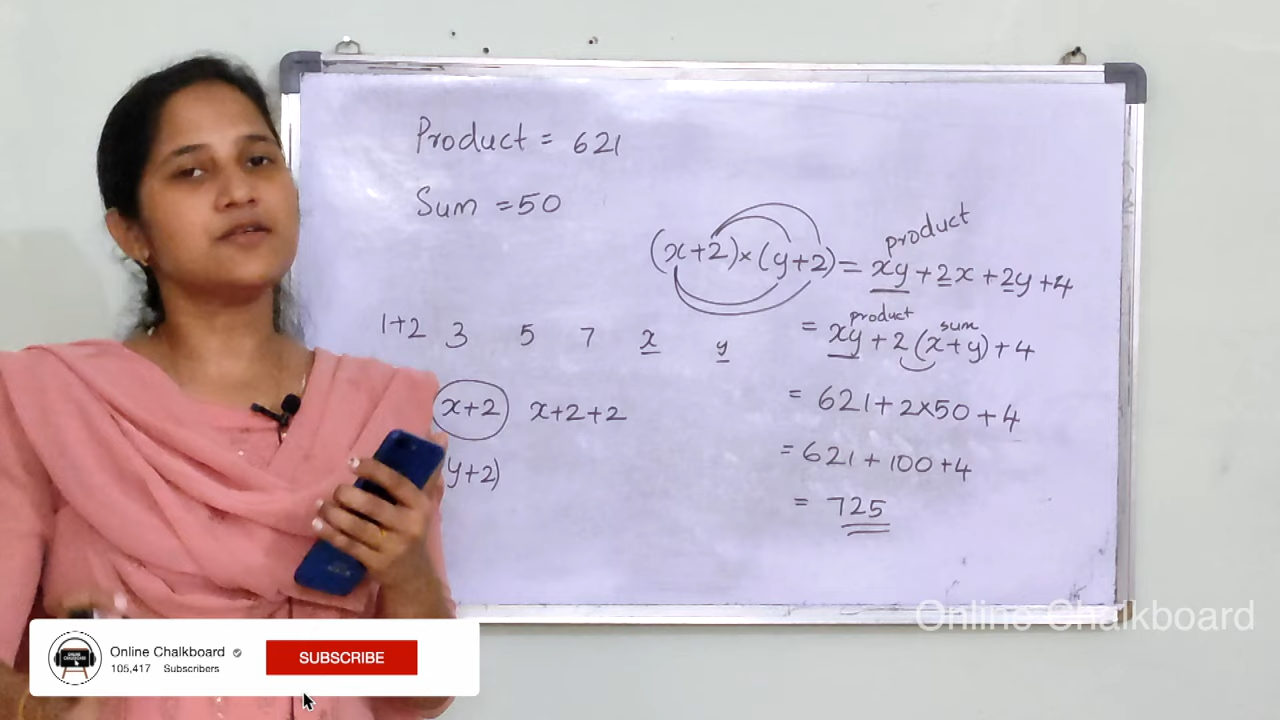 Product = 621
Sum = 50
(x+2)×(y+2) = xy + 2x + 2y + 4
product
= xy + 2 (x+y) + 4
product sum
= 621 + 2×50 + 4
= 621 + 100 + 4
= 725
1+2 3 5 7 x y
x+2 x+2+2
y+2)
Online Chalkboard
Online Chalkboard
105,417 Subscribers
SUBSCRIBE